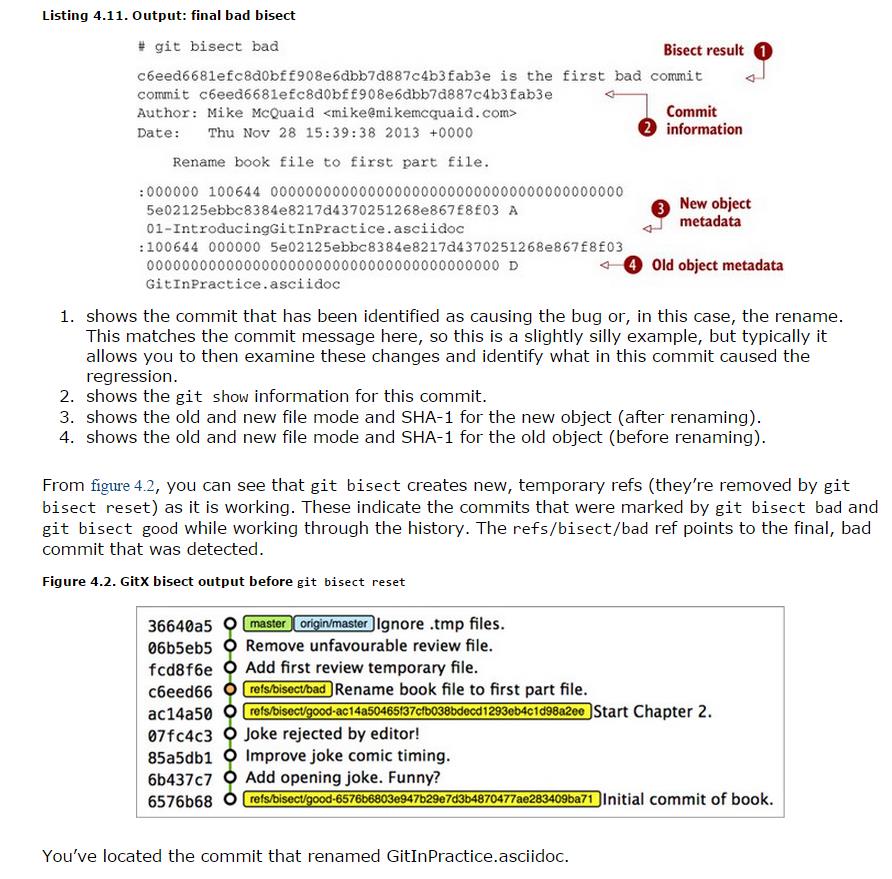 Listing 4.11. Output: final bad bisect
# git bisect bad
Bisect result 1
c6eed6681efc8d0bff908e6dbb7d887c4b3fab3e is the first bad commit
commit c6eed6681efc8d0bff908e6dbb7d887c4b3fab3e
Author: Mike McQuaid <mike@mikemcquaid.com>
Date: Thu Nov 28 15:39:38 2013 +0000
2 Commit information
Rename book file to first part file.
:000000 100644 0000000000000000000000000000000000000000
5e02125ebbc8384e8217d4370251268e867f8f03 A
01-IntroducingGitInPractice.asciidoc
3 New object metadata
:100644 000000 5e02125ebbc8384e8217d4370251268e867f8f03
0000000000000000000000000000000000000000 D
GitInPractice.asciidoc
4 Old object metadata
1. shows the commit that has been identified as causing the bug or, in this case, the rename.
This matches the commit message here, so this is a slightly silly example, but typically it
allows you to then examine these changes and identify what in this commit caused the
regression.
2. shows the git show information for this commit.
3. shows the old and new file mode and SHA-1 for the new object (after renaming).
4. shows the old and new file mode and SHA-1 for the old object (before renaming).
From figure 4.2, you can see that git bisect creates new, temporary refs (they're removed by git
bisect reset) as it is working. These indicate the commits that were marked by git bisect bad and
git bisect good while working through the history. The refs/bisect/bad ref points to the final, bad
commit that was detected.
Figure 4.2. GitX bisect output before git bisect reset
36640a5 master origin/master Ignore .tmp files.
06b5eb5 Remove unfavourable review file.
fcd8f6e Add first review temporary file.
c6eed66 refs/bisect/bad Rename book file to first part file.
ac14a50 refs/bisect/good-ac14a50465f37cfb038bdecd1293eb4c1d98a2ee Start Chapter 2.
07fc4c3 Joke rejected by editor!
85a5db1 Improve joke comic timing.
6b437c7 Add opening joke. Funny?
6576b68 refs/bisect/good-6576b6803e947b29e7d3b4870477ae283409ba71 Initial commit of book.
You've located the commit that renamed GitInPractice.asciidoc.